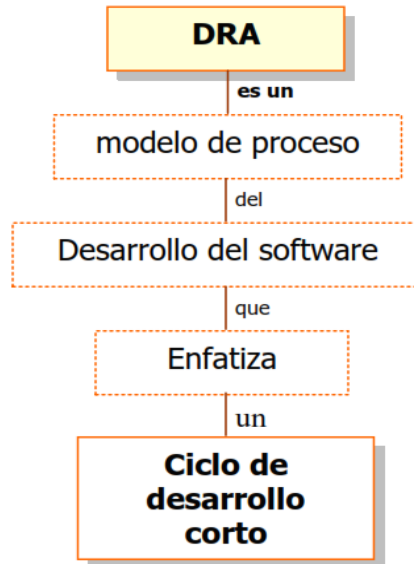 DRA
es un
modelo de proceso
del
Desarrollo del software
que
Enfatiza
un
Ciclo de
desarrollo
corto